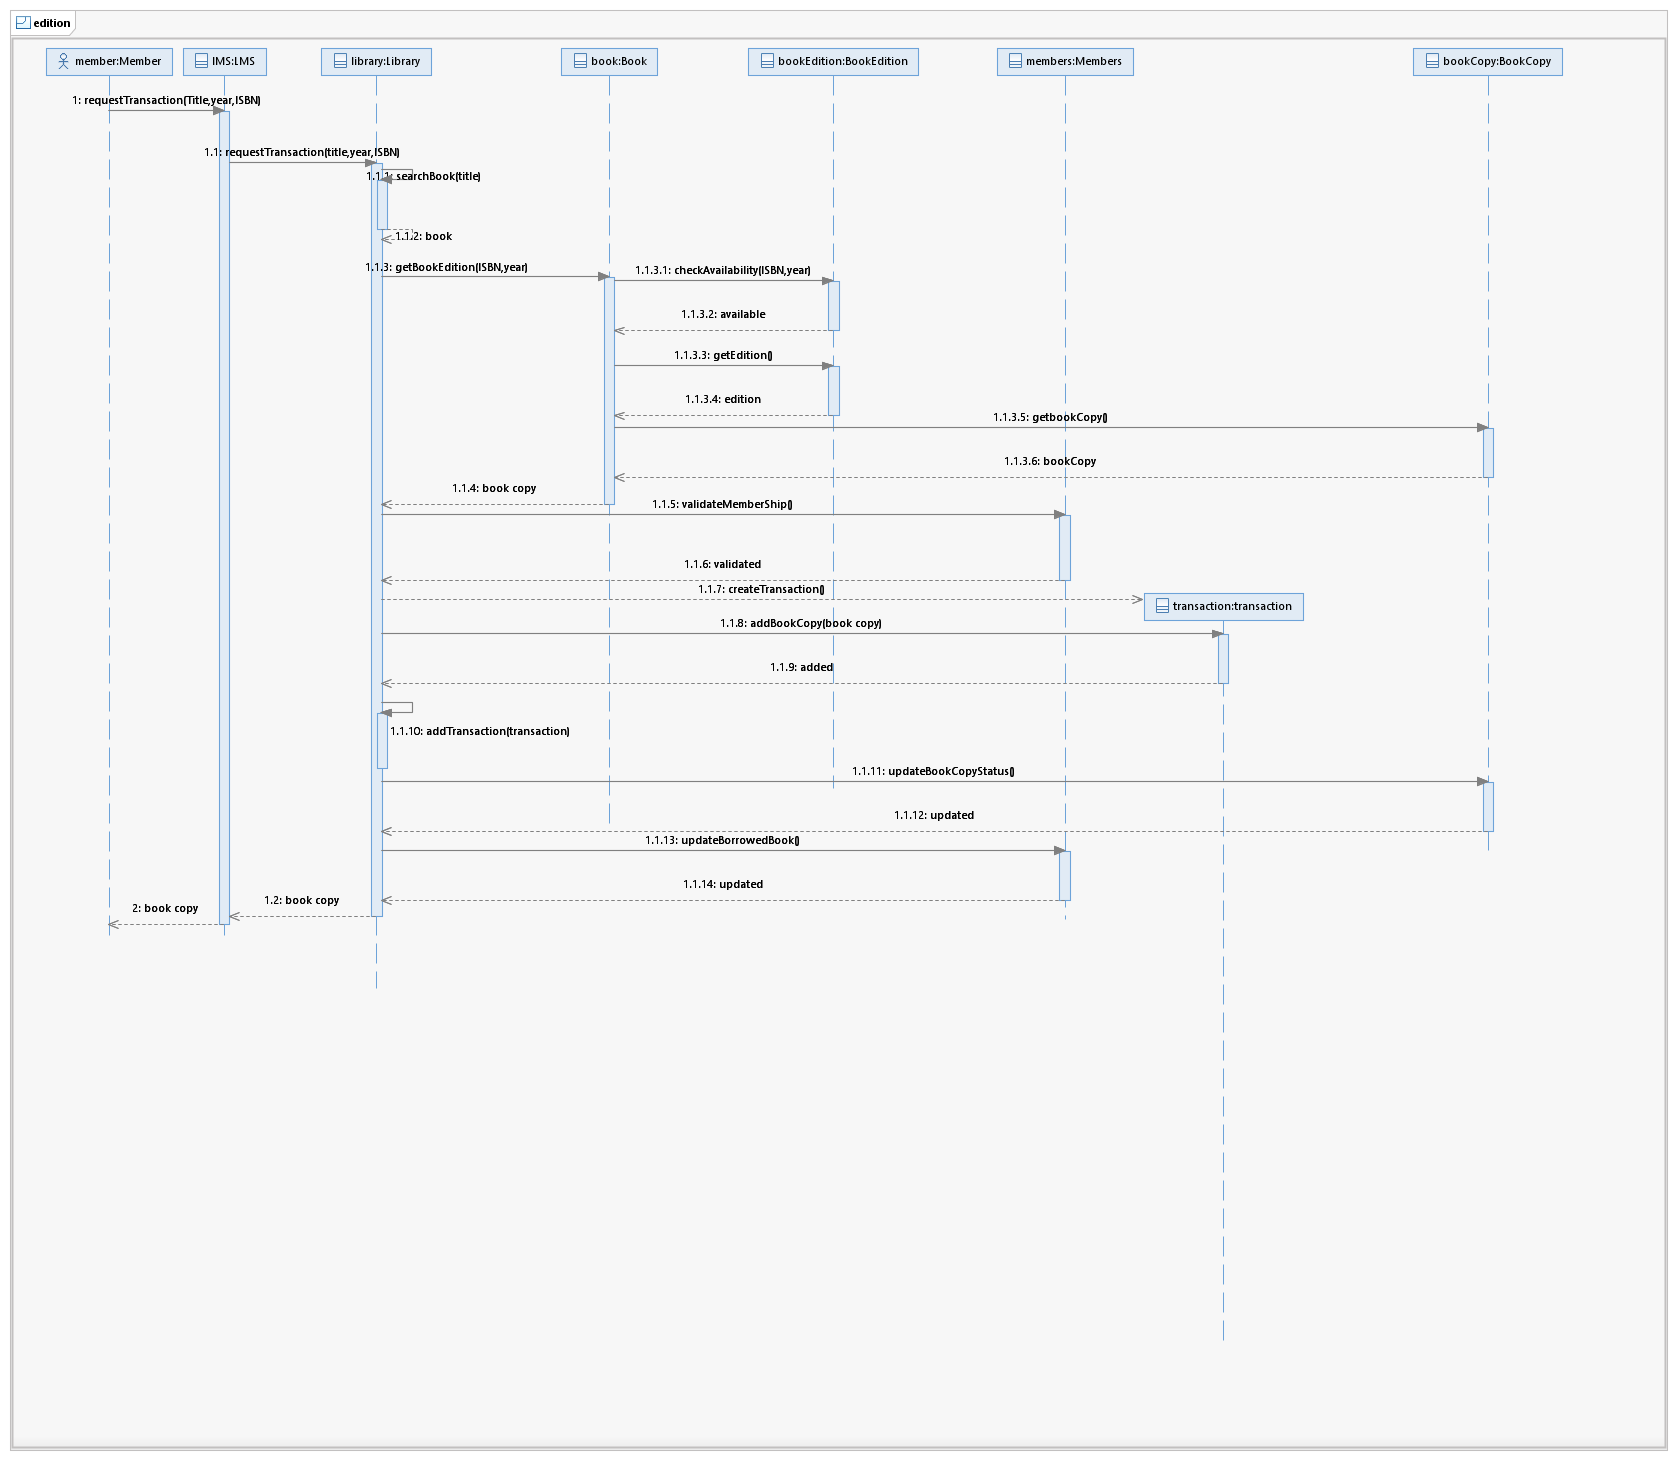 edition
member:Member
lMS:LMS
library:Library
book:Book
bookEdition:BookEdition
members:Members
bookCopy:BookCopy
1: requestTransaction(Title,year,ISBN)
1.1: requestTransaction(title,year,ISBN)
1.1.1: searchBook(title)
1.1.2: book
1.1.3: getBookEdition(ISBN,year)
1.1.3.1: checkAvailability(ISBN,year)
1.1.3.2: available
1.1.3.3: getEdition()
1.1.3.4: edition
1.1.3.5: getbookCopy()
1.1.3.6: bookCopy
1.1.4: book copy
1.1.5: validateMemberShip()
1.1.6: validated
1.1.7: createTransaction()
transaction:transaction
1.1.8: addBookCopy(book copy)
1.1.9: added
1.1.10: addTransaction(transaction)
1.1.11: updateBookCopyStatus()
1.1.12: updated
1.1.13: updateBorrowedBook()
1.1.14: updated
1.2: book copy
2: book copy